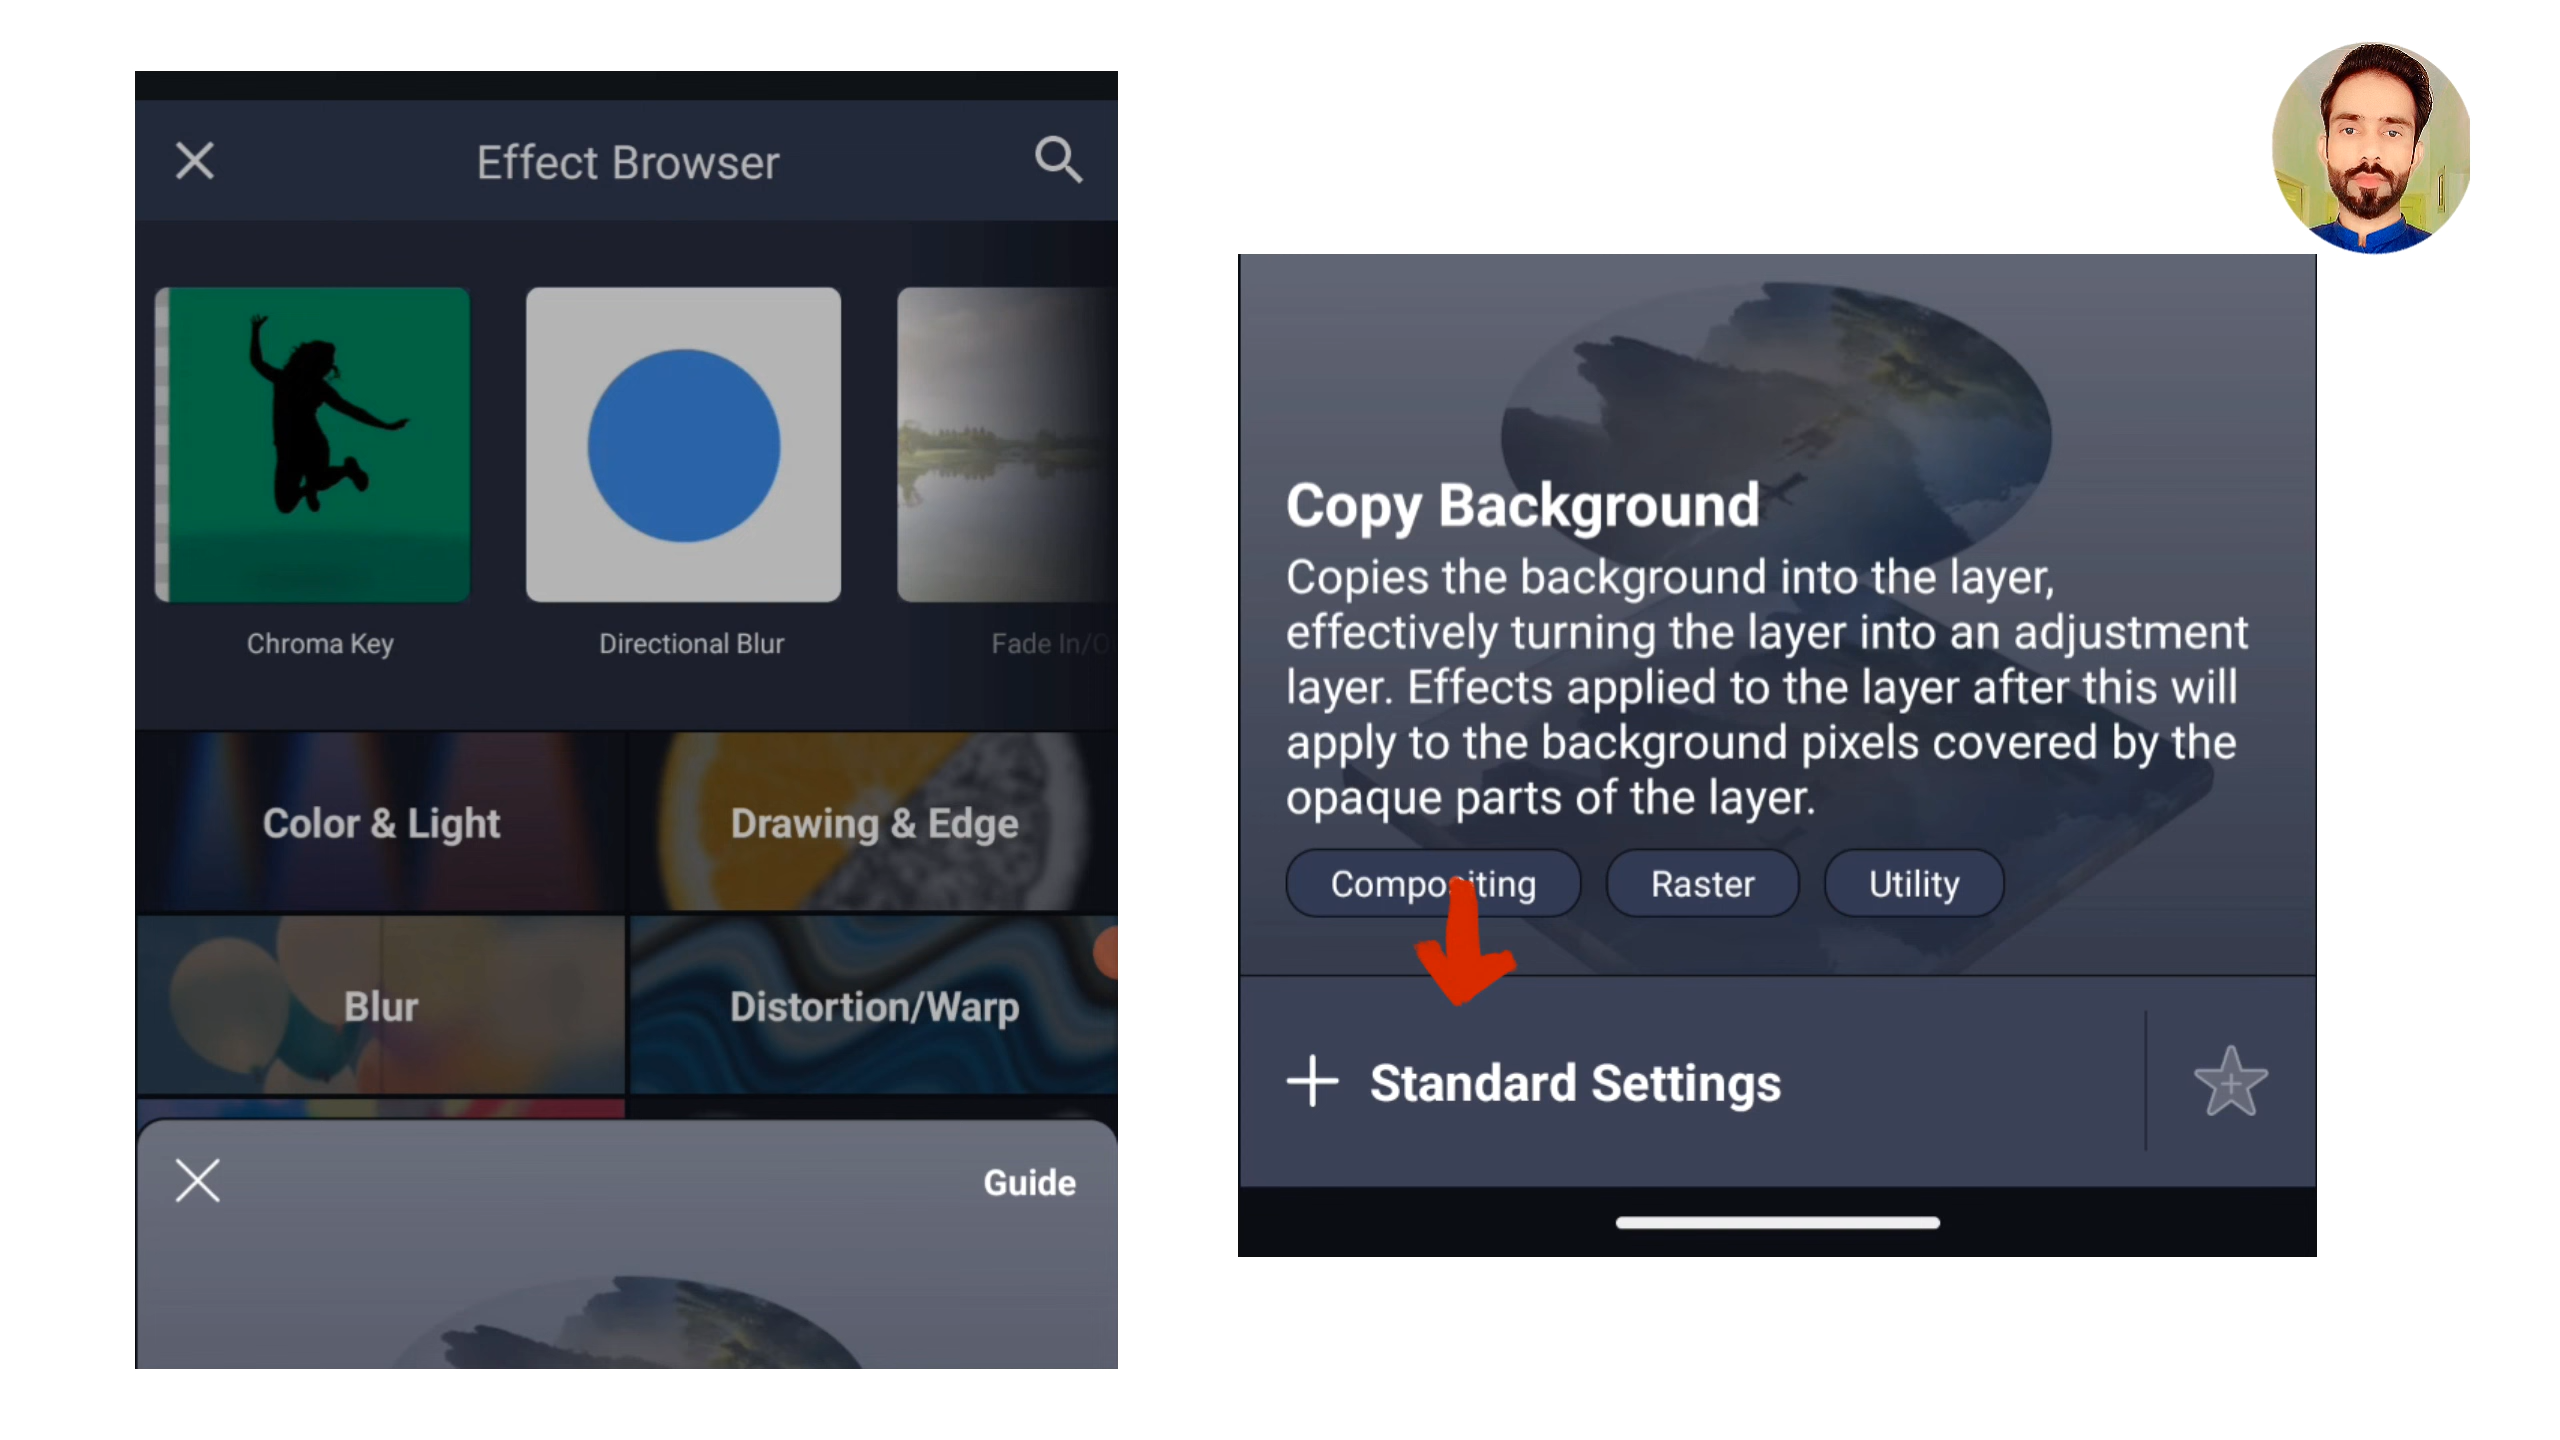 Effect Browser
Chroma Key
Directional Blur
Fade In/O
Color & Light
Drawing & Edge
Blur
Distortion/Warp
Guide
Copy Background
Copies the background into the layer,
effectively turning the layer into an adjustment
layer. Effects applied to the layer after this will
apply to the background pixels covered by the
opaque parts of the layer.
Compositing
Raster
Utility
+ Standard Settings